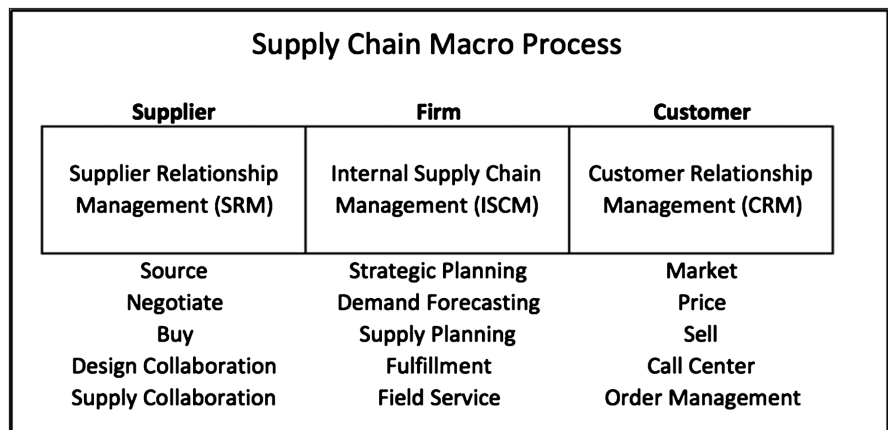 Supply Chain Macro Process
Supplier Firm Customer
Supplier Relationship Management (SRM)
Internal Supply Chain Management (ISCM)
Customer Relationship Management (CRM)
Source Strategic Planning Market
Negotiate Demand Forecasting Price
Buy Supply Planning Sell
Design Collaboration Fulfillment Call Center
Supply Collaboration Field Service Order Management